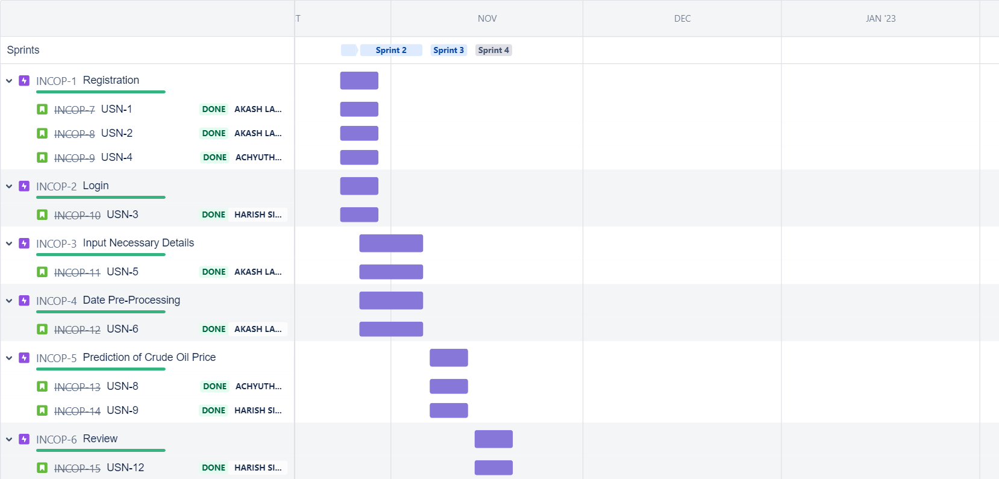 T NOV DEC JAN '23
Sprints Sprint 2 Sprint 3 Sprint 4
INCOP-1 Registration
INCOP-7 USN-1 DONE AKASH LA...
INCOP-8 USN-2 DONE AKASH LA...
INCOP-9 USN-4 DONE ACHYUTH...
INCOP-2 Login
INCOP-10 USN-3 DONE HARISH SI...
INCOP-3 Input Necessary Details
INCOP-11 USN-5 DONE AKASH LA...
INCOP-4 Date Pre-Processing
INCOP-12 USN-6 DONE AKASH LA...
INCOP-5 Prediction of Crude Oil Price
INCOP-13 USN-8 DONE ACHYUTH...
INCOP-14 USN-9 DONE HARISH SI...
INCOP-6 Review
INCOP-15 USN-12 DONE HARISH SI...